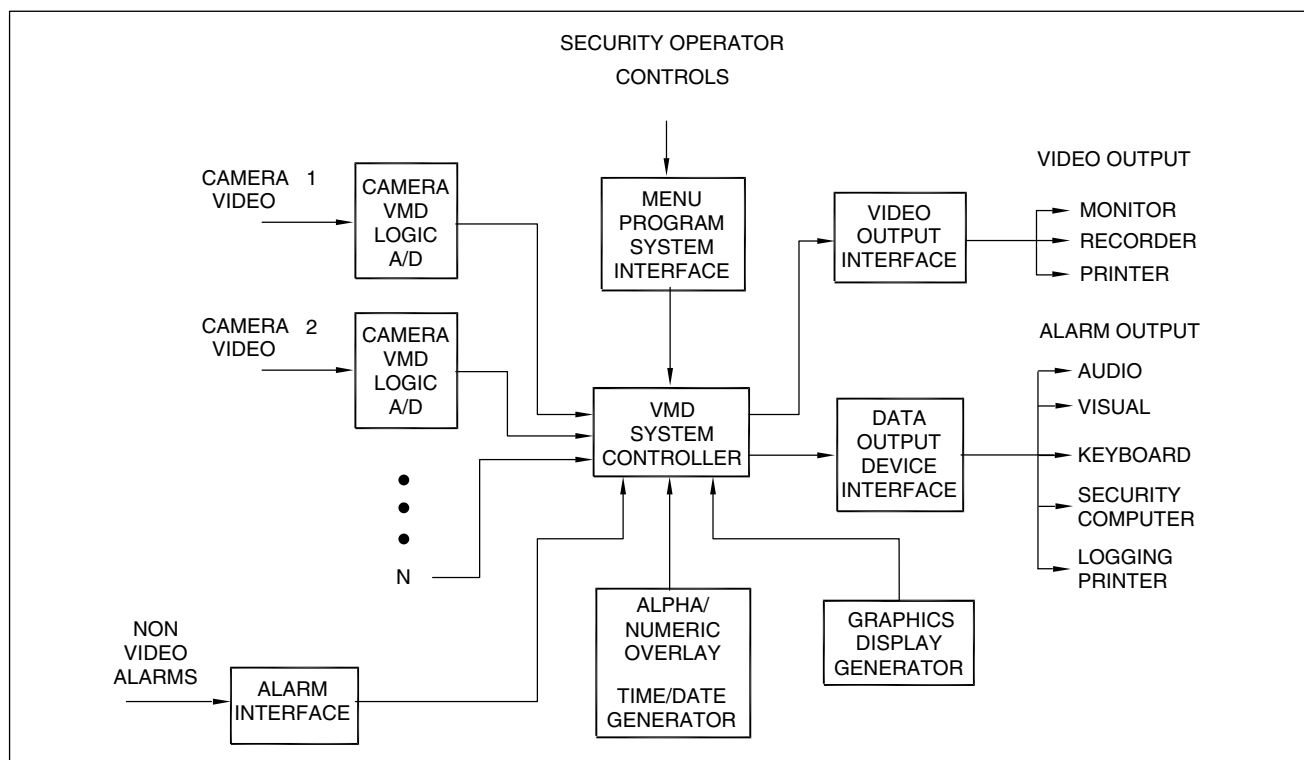 SECURITY OPERATOR
CONTROLS
CAMERA 1
VIDEO
CAMERA
VMD
LOGIC
A/D
MENU
PROGRAM
SYSTEM
INTERFACE
VIDEO
OUTPUT
INTERFACE
VIDEO OUTPUT
MONITOR
RECORDER
PRINTER
CAMERA 2
VIDEO
CAMERA
VMD
LOGIC
A/D
VMD
SYSTEM
CONTROLLER
DATA
OUTPUT
DEVICE
INTERFACE
ALARM OUTPUT
AUDIO
VISUAL
KEYBOARD
SECURITY
COMPUTER
LOGGING
PRINTER
N
NON
VIDEO
ALARMS
ALARM
INTERFACE
ALPHA/
NUMERIC
OVERLAY
TIME/DATE
GENERATOR
GRAPHICS
DISPLAY
GENERATOR